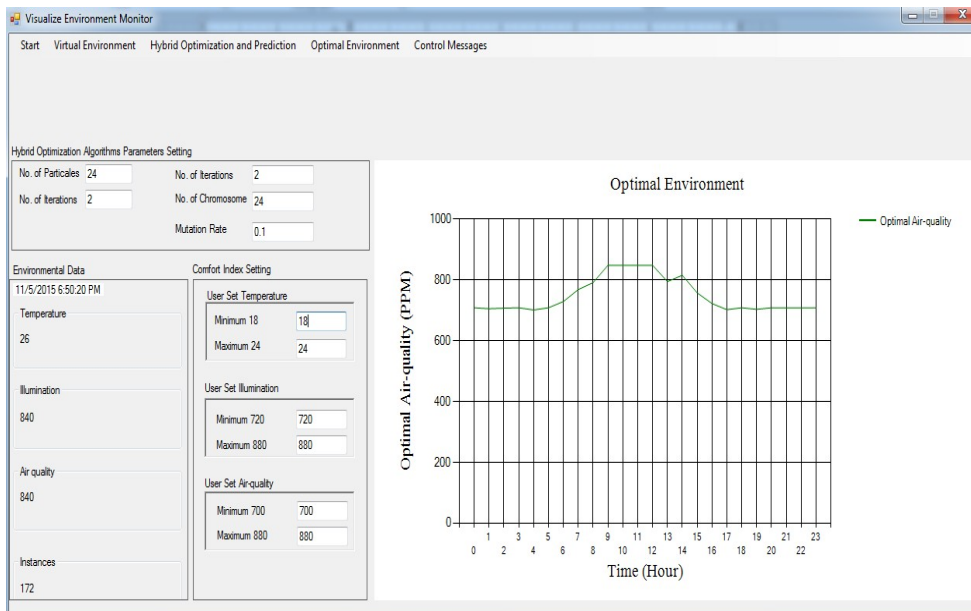 Visualize Environment Monitor
Start Virtual Environment Hybrid Optimization and Prediction Optimal Environment Control Messages
Hybrid Optimization Algorithms Parameters Setting
No. of Particales 24 No. of Iterations 2
No. of Iterations 2 No. of Chromosome 24
Mutation Rate 0.1
Environmental Data
11/5/2015 6:50:20 PM
Temperature
26
Illumination
840
Air quality
840
Instances
172
Comfort Index Setting
User Set Temperature
Minimum 18 18
Maximum 24 24
User Set Illumination
Minimum 720 720
Maximum 880 880
User Set Air-quality
Minimum 700 700
Maximum 880 880
Optimal Environment
Optimal Air-quality
Optimal Air-quality (PPM)
1000
800
600
400
200
0
1 3 5 7 9 11 13 15 17 19 21 23
0 2 4 6 8 10 12 14 16 18 20 22
Time (Hour)